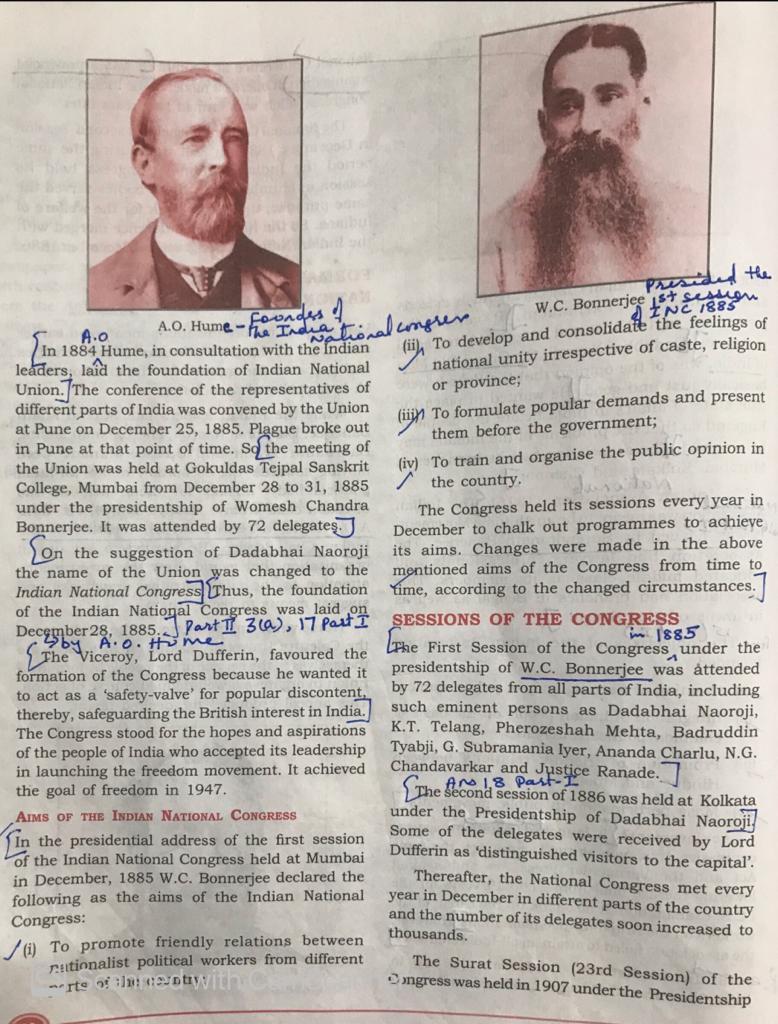 A.O. Hume - Founder of
the India
National congress
A.O
In 1884 Hume, in consultation with the Indian
leaders, laid the foundation of Indian National
Union. The conference of the representatives of
different parts of India was convened by the Union
at Pune on December 25, 1885. Plague broke out
in Pune at that point of time. So the meeting of
the Union was held at Gokuldas Tejpal Sanskrit
College, Mumbai from December 28 to 31, 1885
under the presidentship of Womesh Chandra
Bonnerjee. It was attended by 72 delegates.
On the suggestion of Dadabhai Naoroji
the name of the Union was changed to the
Indian National Congress. Thus, the foundation
of the Indian National Congress was laid on
December 28, 1885. Part II 3(a), 17 Part I
by A.O. Hume
The Viceroy, Lord Dufferin, favoured the
formation of the Congress because he wanted it
to act as a 'safety-valve' for popular discontent,
thereby, safeguarding the British interest in India.
The Congress stood for the hopes and aspirations
of the people of India who accepted its leadership
in launching the freedom movement. It achieved
the goal of freedom in 1947.
AIMS OF THE INDIAN NATIONAL CONGRESS
In the presidential address of the first session
of the Indian National Congress held at Mumbai
in December, 1885 W.C. Bonnerjee declared the
following as the aims of the Indian National
Congress:
(i) To promote friendly relations between
nationalist political workers from different
parts of the country;
Scanned with
W.C. Bonnerjee Presided the
1st session
of INC 1885
(ii) To develop and consolidate the feelings of
national unity irrespective of caste, religion
or province;
(iii) To formulate popular demands and present
them before the government;
(iv) To train and organise the public opinion in
the country.
The Congress held its sessions every year in
December to chalk out programmes to achieve
its aims. Changes were made in the above
mentioned aims of the Congress from time to
time, according to the changed circumstances.
SESSIONS OF THE CONGRESS
in 1885
The First Session of the Congress under the
presidentship of W.C. Bonnerjee was attended
by 72 delegates from all parts of India, including
such eminent persons as Dadabhai Naoroji,
K.T. Telang, Pherozeshah Mehta, Badruddin
Tyabji, G. Subramania Iyer, Ananda Charlu, N.G.
Chandavarkar and Justice Ranade.
Ans 18 Part-I
The second session of 1886 was held at Kolkata
under the Presidentship of Dadabhai Naoroji.
Some of the delegates were received by Lord
Dufferin as 'distinguished visitors to the capital'.
Thereafter, the National Congress met every
year in December in different parts of the country
and the number of its delegates soon increased to
thousands.
The Surat Session (23rd Session) of the
Congress was held in 1907 under the Presidentship